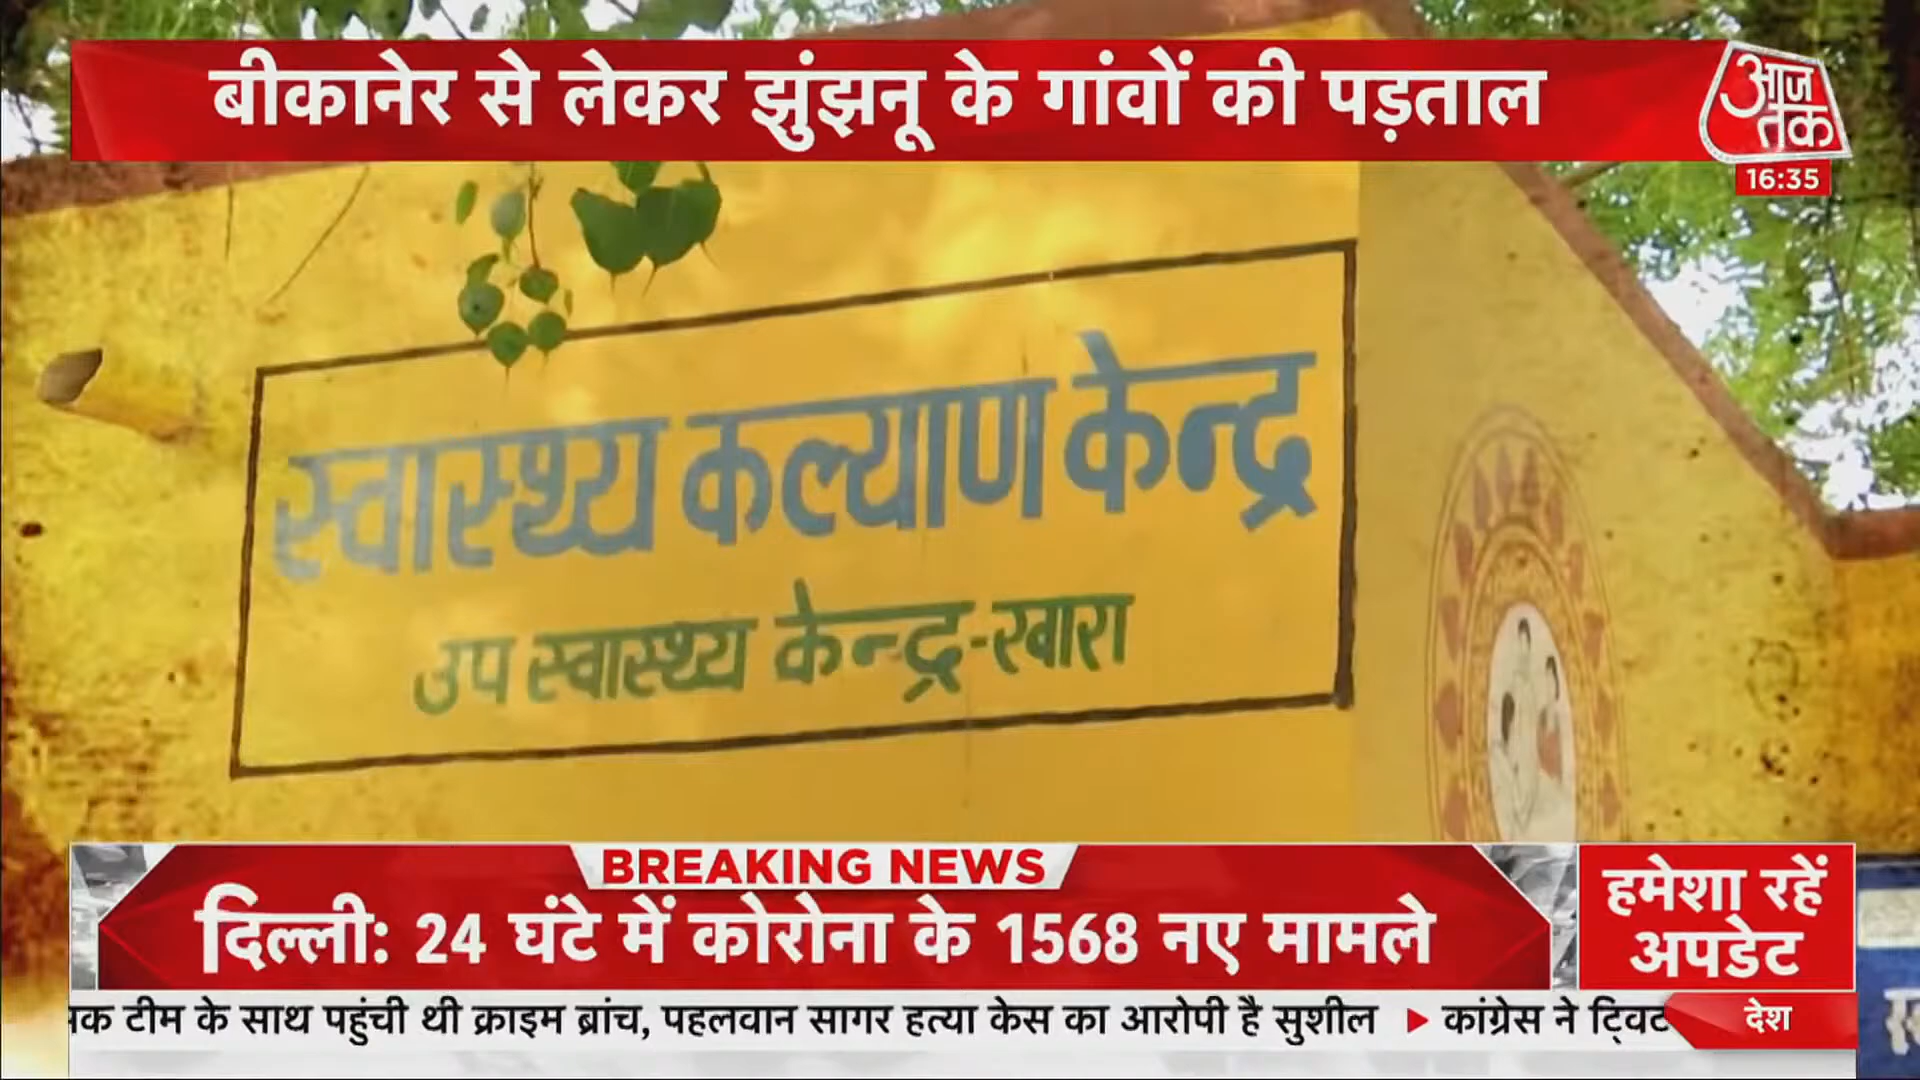 बीकानेर से लेकर झुंझनू के गांवों की पड़ताल
आज तक
16:35
स्वास्थ्य कल्याण केन्द्र
उप स्वास्थ्य केन्द्र-खारा
BREAKING NEWS
दिल्ली: 24 घंटे में कोरोना के 1568 नए मामले
हमेशा रहें
अपडेट
टीम के साथ पहुंची थी क्राइम ब्रांच, पहलवान सागर हत्या केस का आरोपी है सुशील ▶ कांग्रेस ने
देश